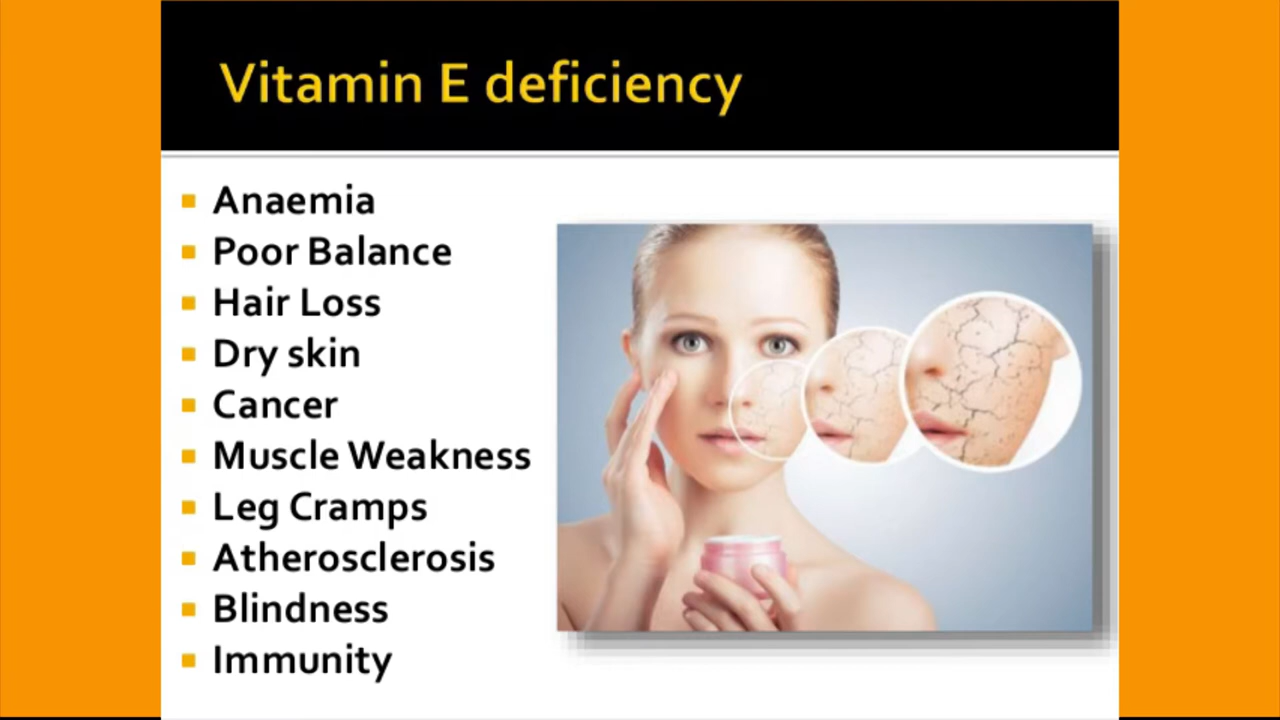 Vitamin E deficiency
Anaemia
Poor Balance
Hair Loss
Dry skin
Cancer
Muscle Weakness
Leg Cramps
Atherosclerosis
Blindness
Immunity